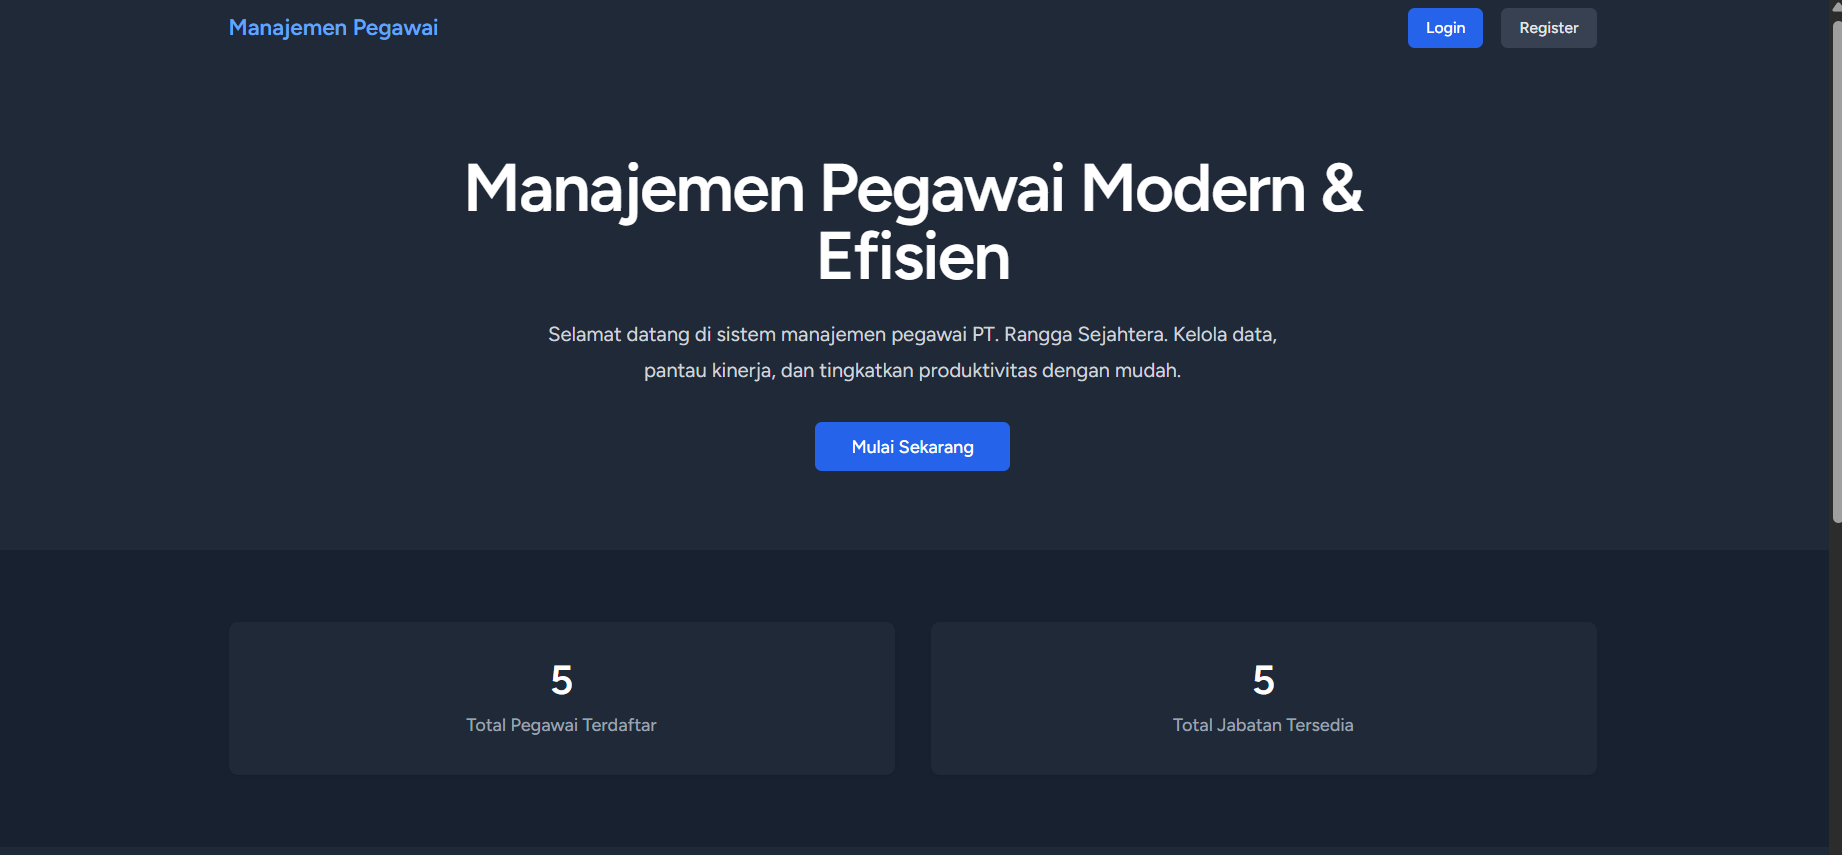 Manajemen Pegawai
Login
Register
Manajemen Pegawai Modern &
Efisien
Selamat datang di sistem manajemen pegawai PT. Rangga Sejahtera. Kelola data,
pantau kinerja, dan tingkatkan produktivitas dengan mudah.
Mulai Sekarang
5
Total Pegawai Terdaftar
5
Total Jabatan Tersedia